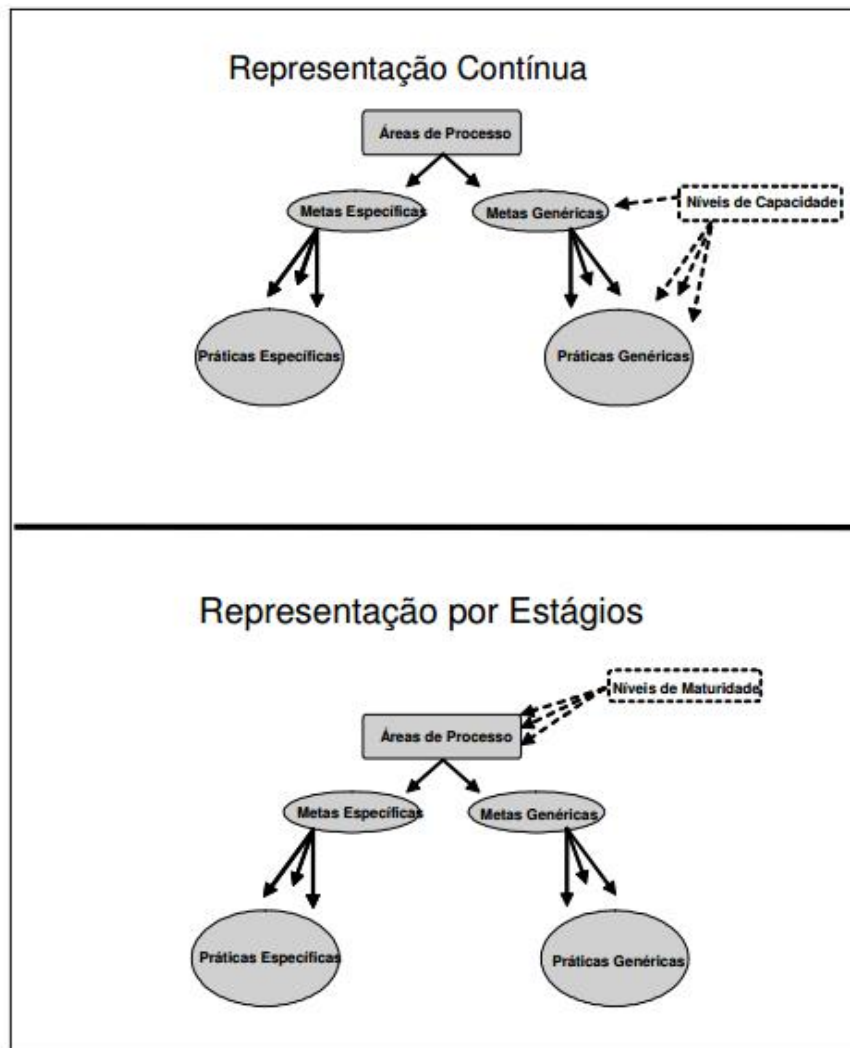 Representação Contínua
Áreas de Processo
Metas Específicas
Metas Genéricas
Níveis de Capacidade
Práticas Específicas
Práticas Genéricas
Representação por Estágios
Níveis de Maturidade
Áreas de Processo
Metas Específicas
Metas Genéricas
Práticas Específicas
Práticas Genéricas